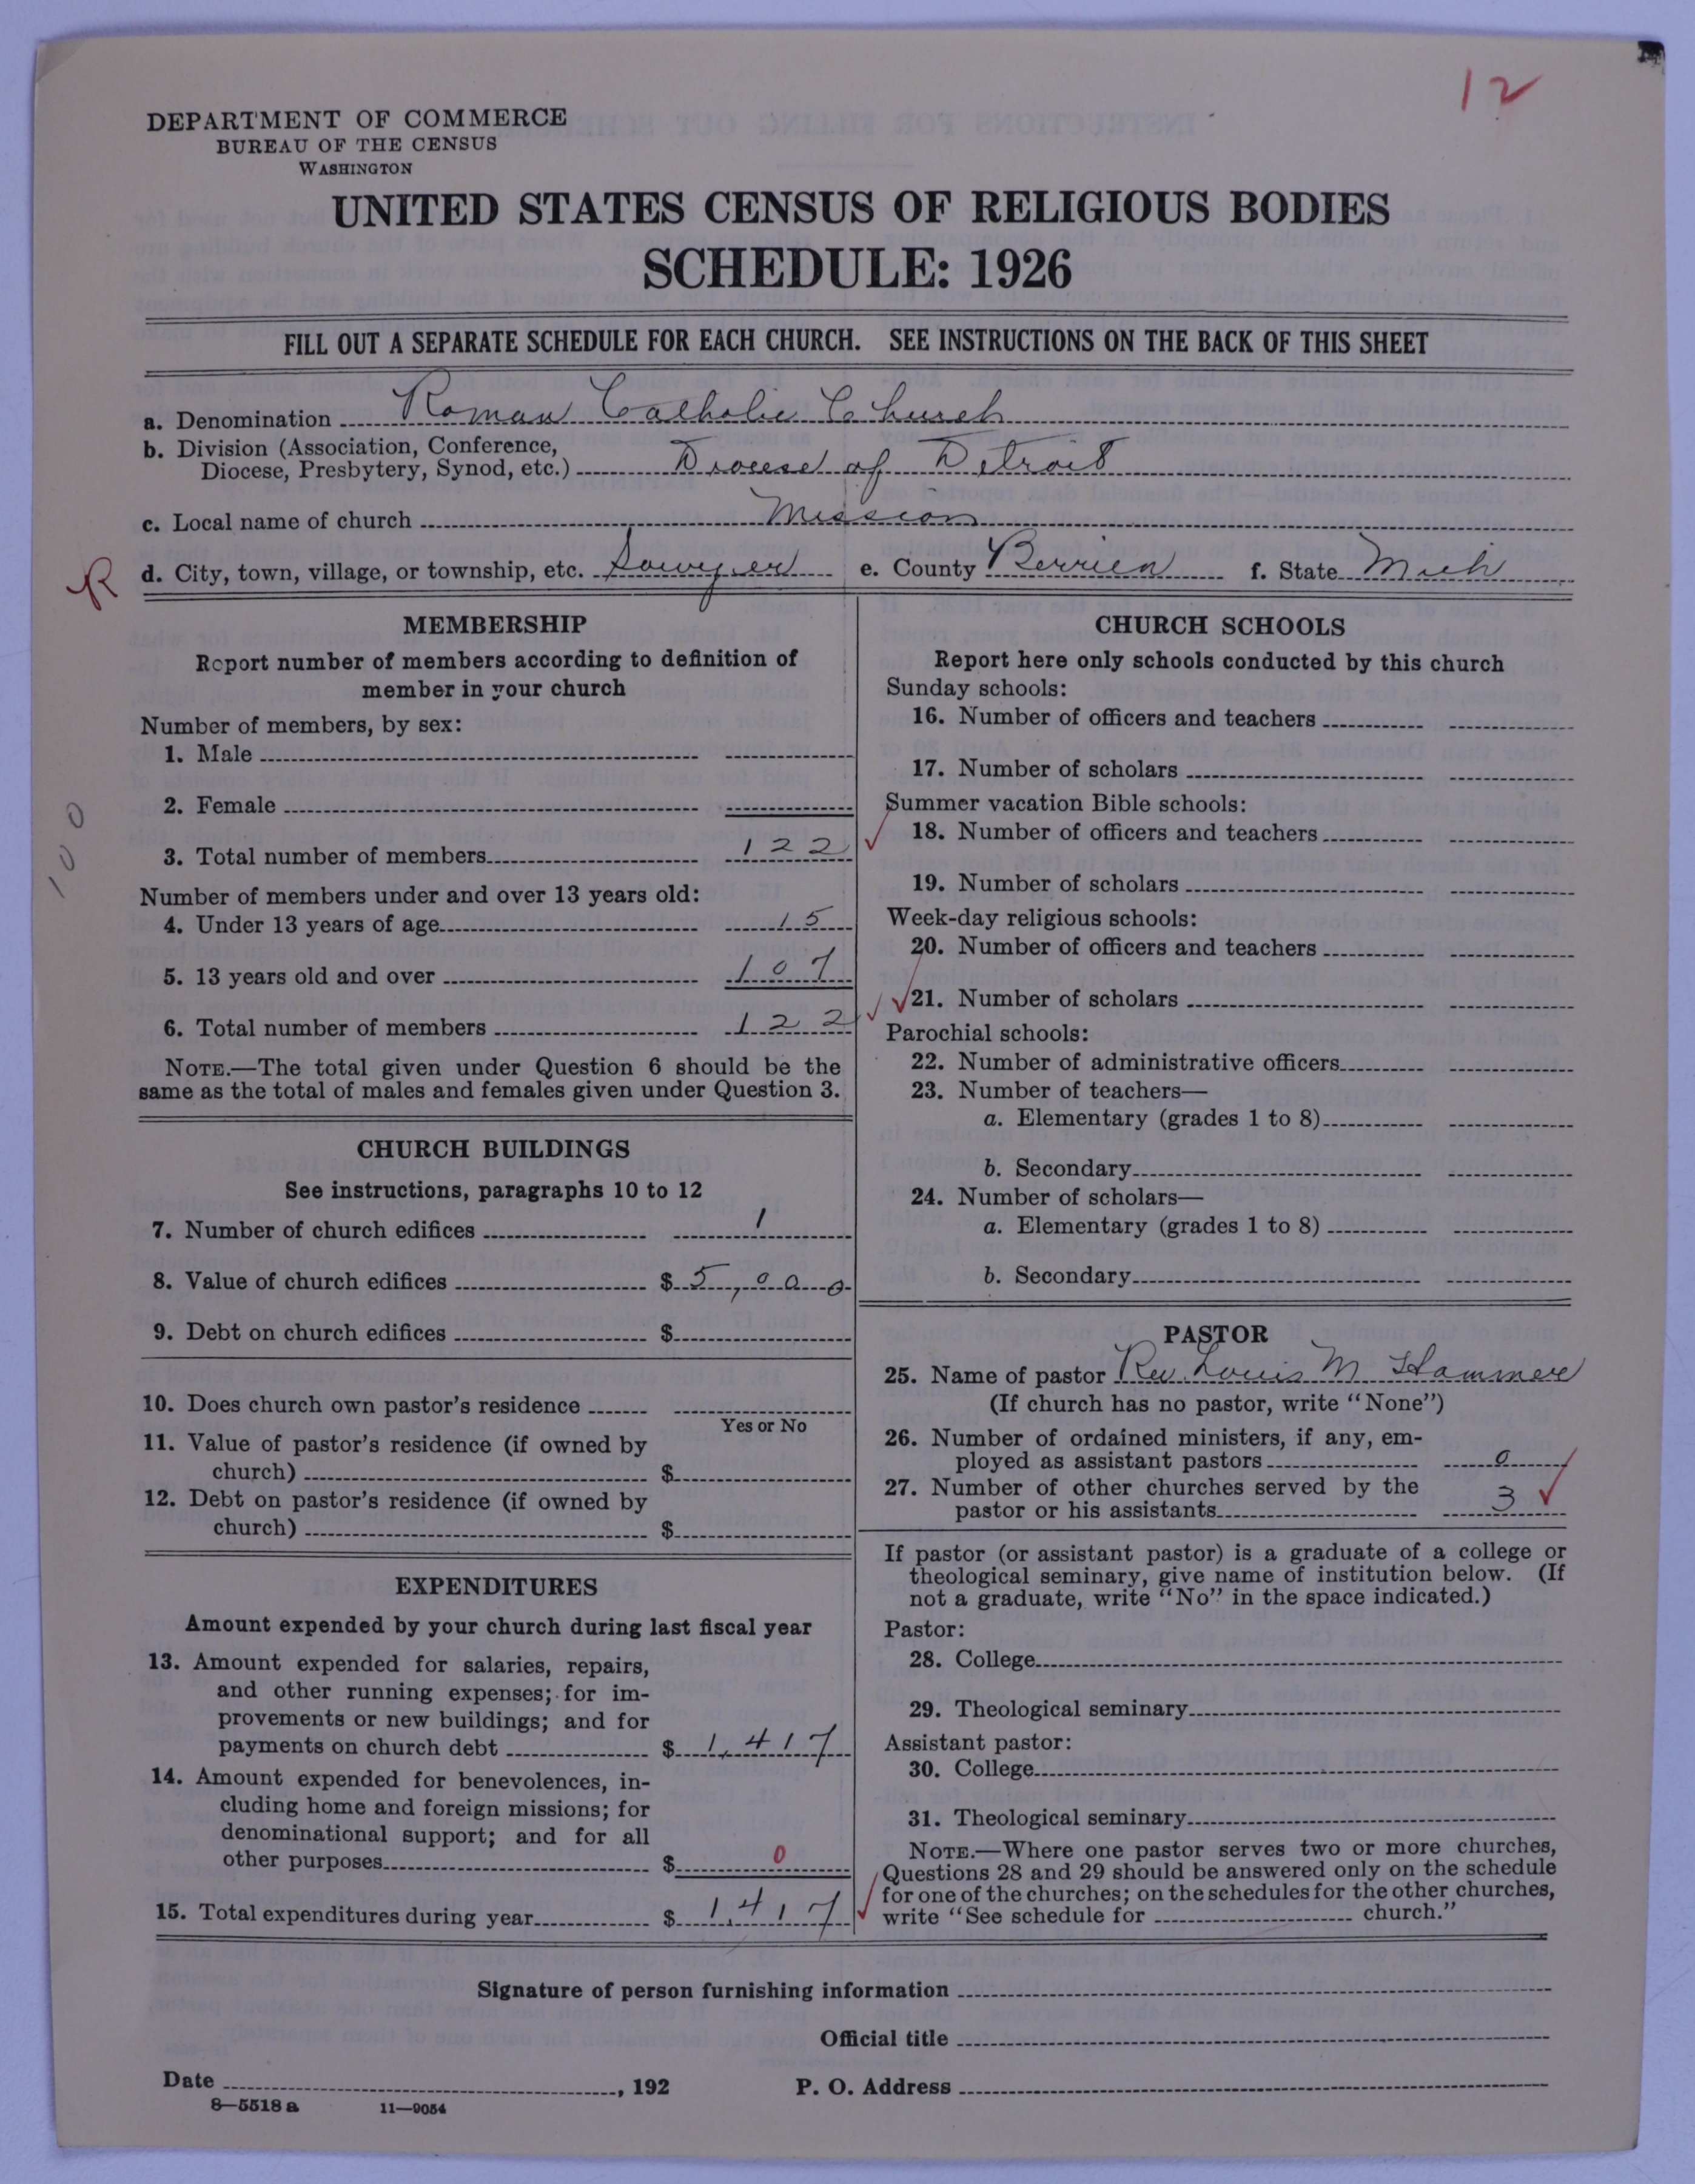 12
DEPARTMENT OF COMMERCE
BUREAU OF THE CENSUS
WASHINGTON
UNITED STATES CENSUS OF RELIGIOUS BODIES
SCHEDULE: 1926
FILL OUT A SEPARATE SCHEDULE FOR EACH CHURCH. SEE INSTRUCTIONS ON THE BACK OF THIS SHEET
a. Denomination Roman Catholic Church
b. Division (Association, Conference,
Diocese, Presbytery, Synod, etc.) Diocese of Detroit
c. Local name of church Mission
R d. City, town, village, or township, etc. Sawyer e. County Berrien f. State Mich
MEMBERSHIP
Report number of members according to definition of
member in your church
Number of members, by sex:
1. Male
2. Female
100
3. Total number of members 122
Number of members under and over 13 years old:
4. Under 13 years of age 15
5. 13 years old and over 107
6. Total number of members 122
NOTE.—The total given under Question 6 should be the
same as the total of males and females given under Question 3.
CHURCH BUILDINGS
See instructions, paragraphs 10 to 12
7. Number of church edifices 1
8. Value of church edifices $ 5,000
9. Debt on church edifices $
10. Does church own pastor's residence
Yes or No
11. Value of pastor's residence (if owned by
church) $
12. Debt on pastor's residence (if owned by
church) $
EXPENDITURES
Amount expended by your church during last fiscal year
13. Amount expended for salaries, repairs,
and other running expenses; for im-
provements or new buildings; and for
payments on church debt $ 1,417
14. Amount expended for benevolences, in-
cluding home and foreign missions; for
denominational support; and for all
other purposes $ 0
15. Total expenditures during year $ 1,417
CHURCH SCHOOLS
Report here only schools conducted by this church
Sunday schools:
16. Number of officers and teachers
17. Number of scholars
Summer vacation Bible schools:
18. Number of officers and teachers
19. Number of scholars
Week-day religious schools:
20. Number of officers and teachers
21. Number of scholars
Parochial schools:
22. Number of administrative officers
23. Number of teachers—
a. Elementary (grades 1 to 8)
b. Secondary
24. Number of scholars—
a. Elementary (grades 1 to 8)
b. Secondary
PASTOR
25. Name of pastor Rev. Louis M. Hammer
(If church has no pastor, write "None")
26. Number of ordained ministers, if any, em-
ployed as assistant pastors 0
27. Number of other churches served by the
pastor or his assistants 3
If pastor (or assistant pastor) is a graduate of a college or
theological seminary, give name of institution below. (If
not a graduate, write "No" in the space indicated.)
Pastor:
28. College
29. Theological seminary
Assistant pastor:
30. College
31. Theological seminary
NOTE.—Where one pastor serves two or more churches,
Questions 28 and 29 should be answered only on the schedule
for one of the churches; on the schedules for the other churches,
write "See schedule for church."
Signature of person furnishing information
Official title
Date , 192 P. O. Address
8—5518 a 11—9054